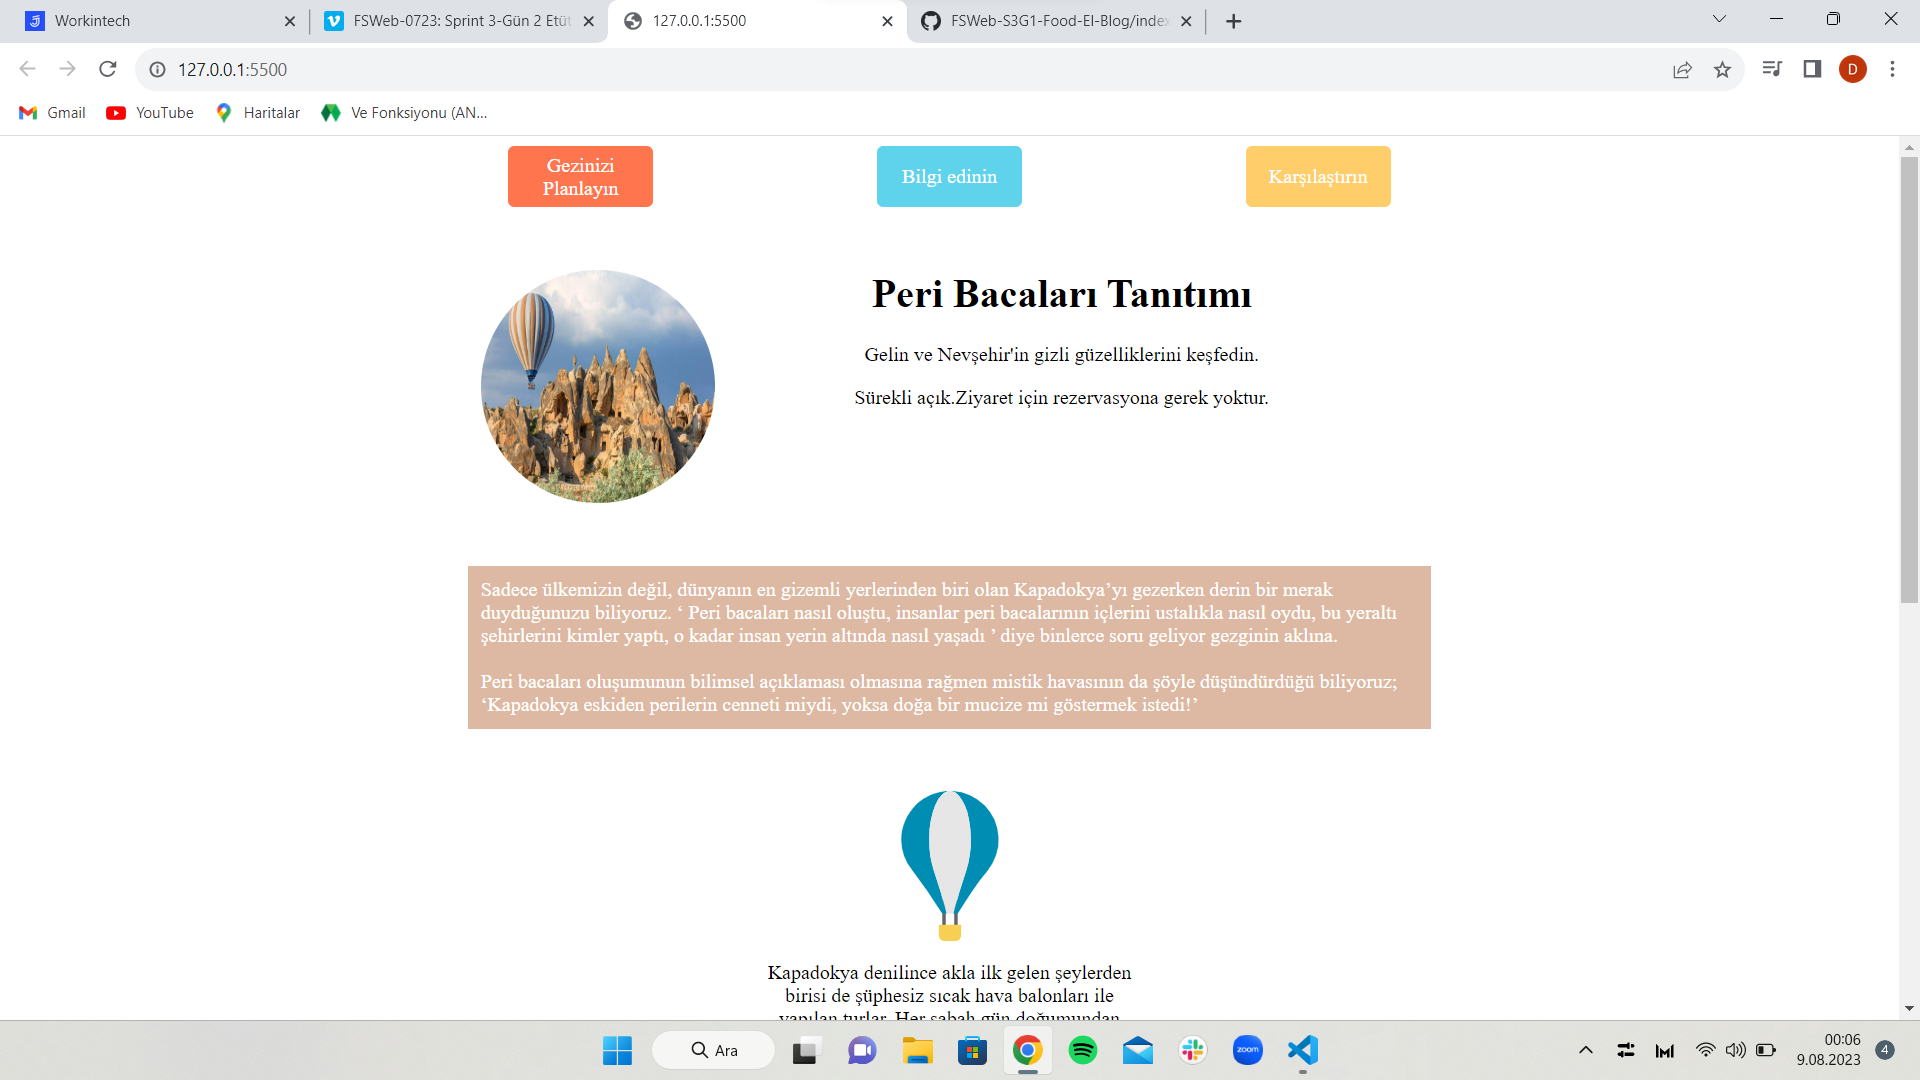 Workintech
FSWeb-0723: Sprint 3-Gün 2 Etüt
127.0.0.1:5500
FSWeb-S3G1-Food-El-Blog/index
127.0.0.1:5500
D
Gmail
YouTube
Haritalar
Ve Fonksiyonu (AN...
Gezinizi
Planlayın
Bilgi edinin
Karşılaştırın
Peri Bacaları Tanıtımı
Gelin ve Nevşehir'in gizli güzelliklerini keşfedin.
Sürekli açık.Ziyaret için rezervasyona gerek yoktur.
Sadece ülkemizin değil, dünyanın en gizemli yerlerinden biri olan Kapadokya’yı gezerken derin bir merak
duyduğunuzu biliyoruz. ‘ Peri bacaları nasıl oluştu, insanlar peri bacalarının içlerini ustalıkla nasıl oydu, bu yeraltı
şehirlerini kimler yaptı, o kadar insan yerin altında nasıl yaşadı ’ diye binlerce soru geliyor gezginin aklına.
Peri bacaları oluşumunun bilimsel açıklaması olmasına rağmen mistik havasının da şöyle düşündürdüğü biliyoruz;
‘Kapadokya eskiden perilerin cenneti miydi, yoksa doğa bir mucize mi göstermek istedi!’
Kapadokya denilince akla ilk gelen şeylerden
birisi de şüphesiz sıcak hava balonları ile
yapılan turlar. Her sabah gün doğumundan
Ara
zoom
00:06
9.08.2023
4